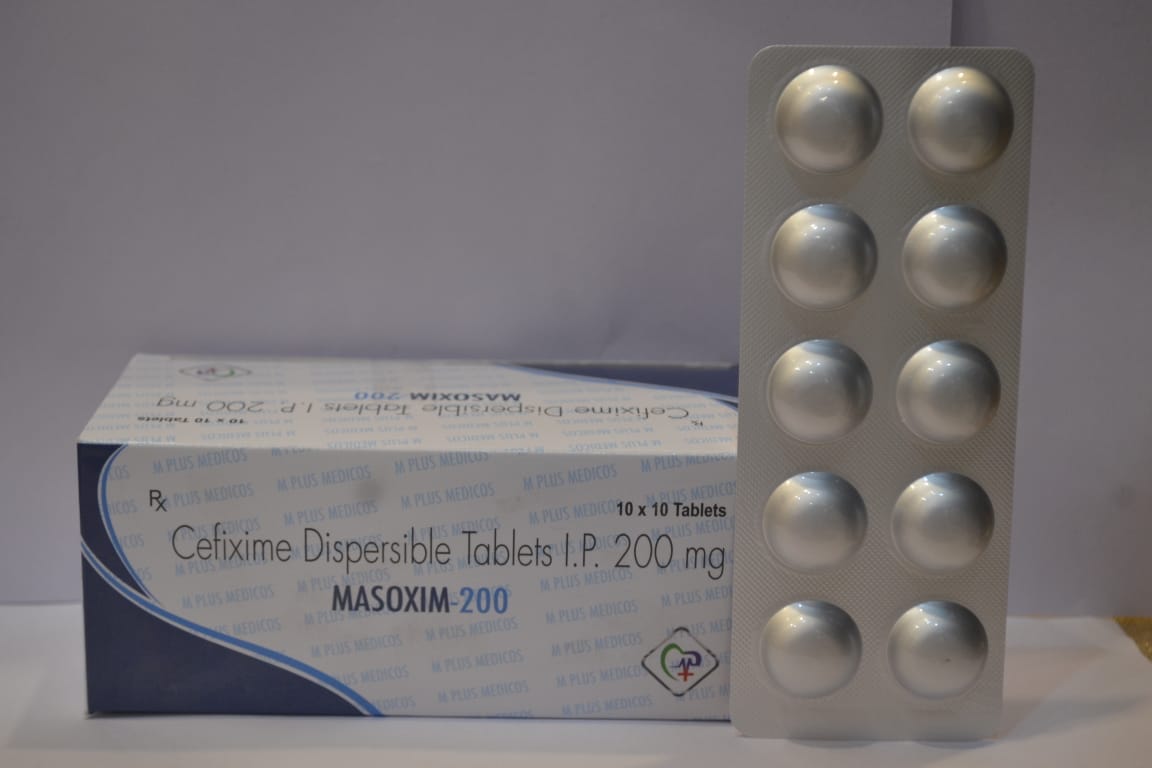 MASOXIM-200
Cefixime Dispersible Tablets I.P. 200 mg
10 x 10 Tablets
Rx
10 x 10 Tablets
Cefixime Dispersible Tablets I.P. 200 mg
MASOXIM-200
M PLUS MEDICOS